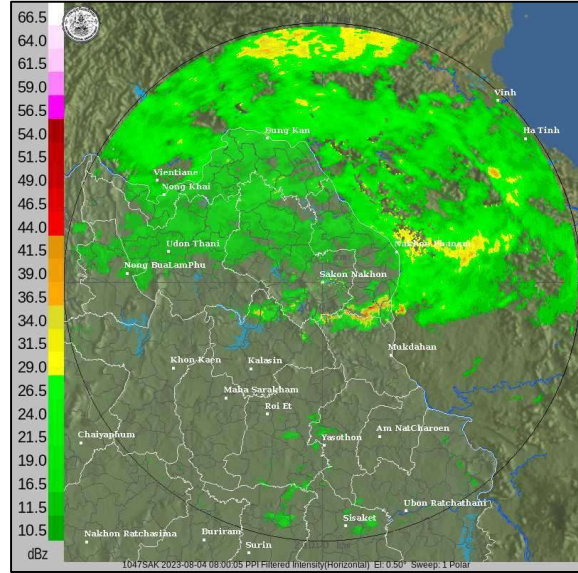 66.5
64.0
61.5
59.0
56.5
54.0
51.5
49.0
46.5
44.0
41.5
39.0
36.5
34.0
31.5
29.0
26.5
24.0
21.5
19.0
16.5
14.0
11.5
10.5
dBz
Vinh
Ha Tinh
Bung Kan
Vientiane
Nong Khai
Udon Thani
Nakhon Phanom
Nong BuaLamPhu
Sakon Nakhon
Mukdahan
Khon Kaen
Kalasin
Maha Sarakham
Roi Et
Chaiyaphum
Am NatCharoen
Yasothon
Ubon Ratchathani
Sisaket
Nakhon Ratchasima
Buriram
Surin
1047SAK 2023-08-04 08:00:05 PPI Filtered Intensity(Horizontal) El: 0.50° Sweep: 1 Polar